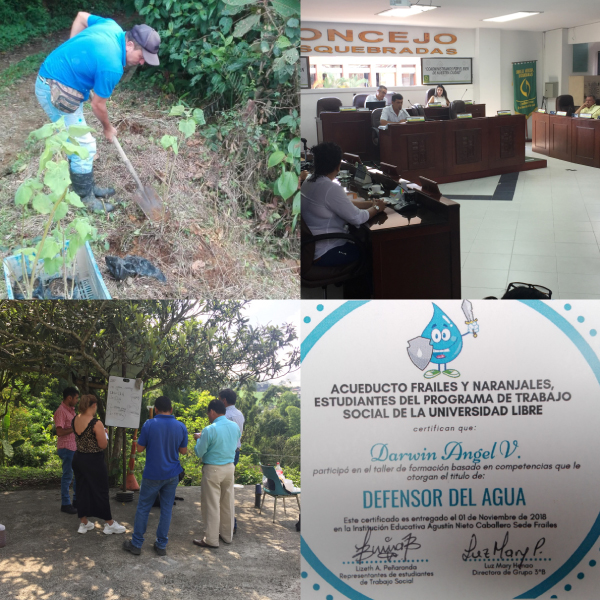 CONCEJO
SQUEBRADAS
ACUEDUCTO FRAILES Y NARANJALES,
ESTUDIANTES DEL PROGRAMA DE TRABAJO
SOCIAL DE LA UNIVERSIDAD LIBRE
certifican que:
Darwin Angel V.
participó en el taller de formación basado en competencias que le
otorgan el titulo de:
DEFENSOR DEL AGUA
Este certificado es entregado el 01 de Noviembre de 2018
en la Institución Educativa Agustín Nieto Caballero Sede Frailes
Luz Mary P.
Lizeth A. Peñaranda
Representantes de estudiantes
de Trabajo Social
Luz Mary Henao
Directora de Grupo 5°B